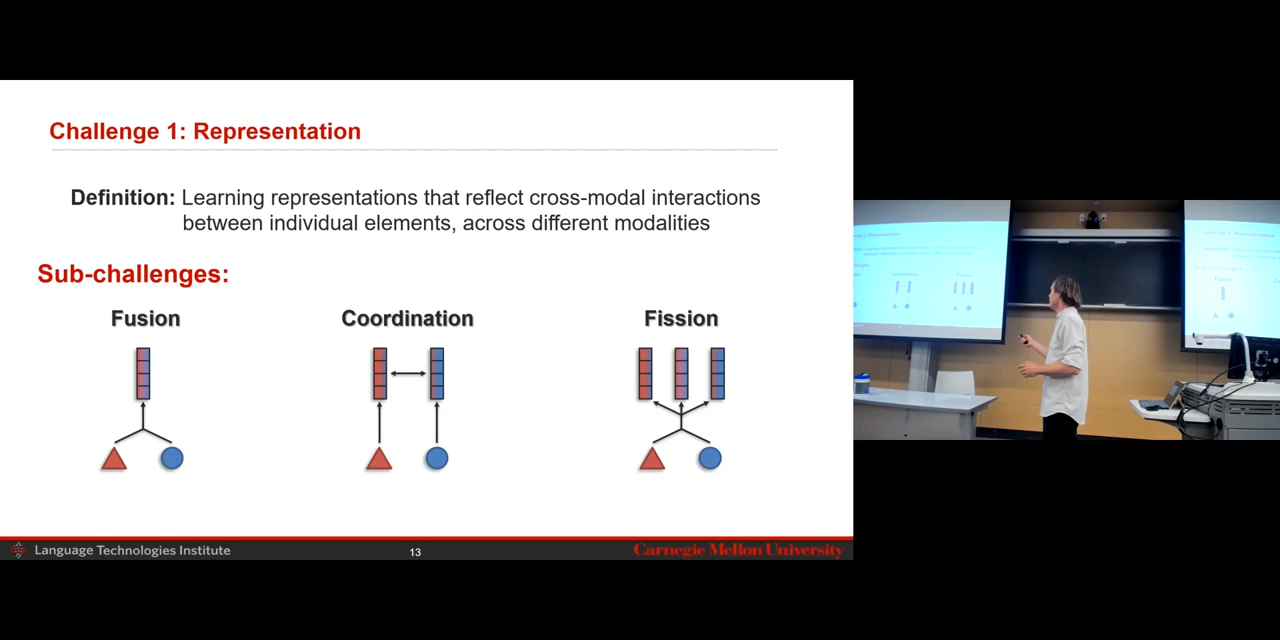 Challenge 1: Representation
Definition: Learning representations that reflect cross-modal interactions
between individual elements, across different modalities
Sub-challenges:
Fusion
Coordination
Fission
Language Technologies Institute
13
Carnegie Mellon University